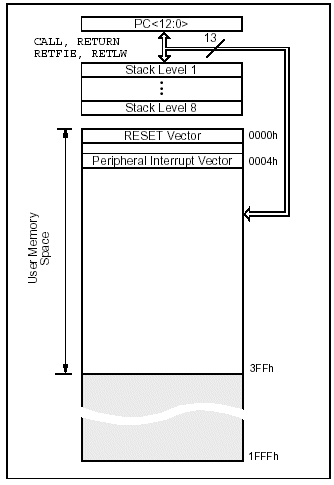 PC<12:0>
CALL, RETURN
RETFIE, RETLW
13
Stack Level 1
Stack Level 8
RESET Vector
0000h
Peripheral Interrupt Vector
0004h
User Memory
Space
3FFh
1FFFh